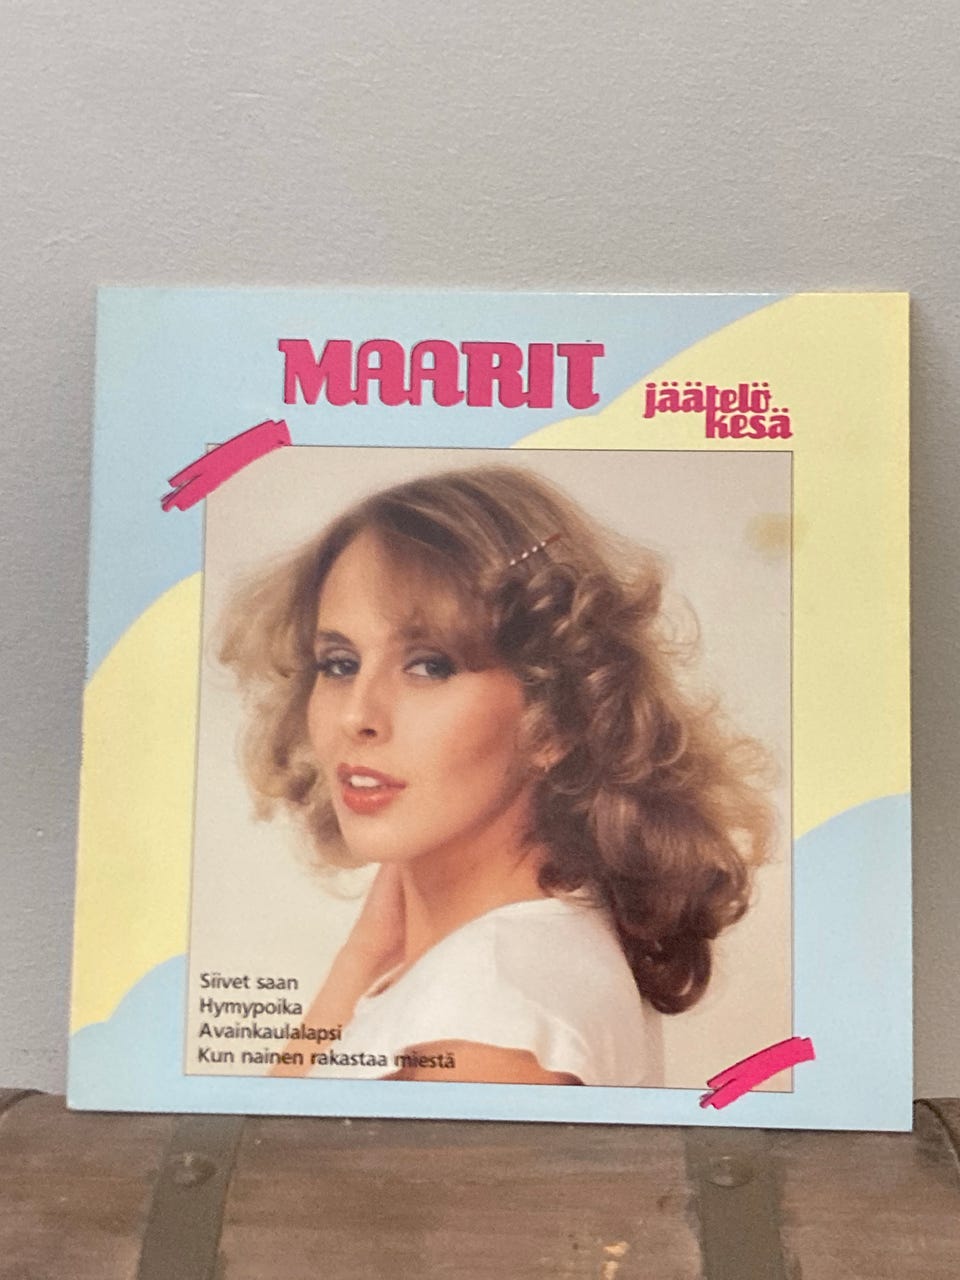 MAARIT
jäätelö
kesä
Siivet saan
Hymypoika
Avainkaulalapsi
Kun nainen rakastaa miestä